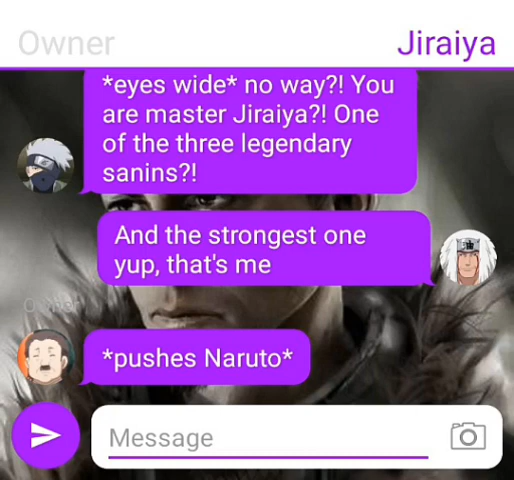 Owner Jiraiya
*eyes wide* no way?! You
are master Jiraiya?! One
of the three legendary
sanins?!
And the strongest one
yup, that's me
Owner
*pushes Naruto*
Message